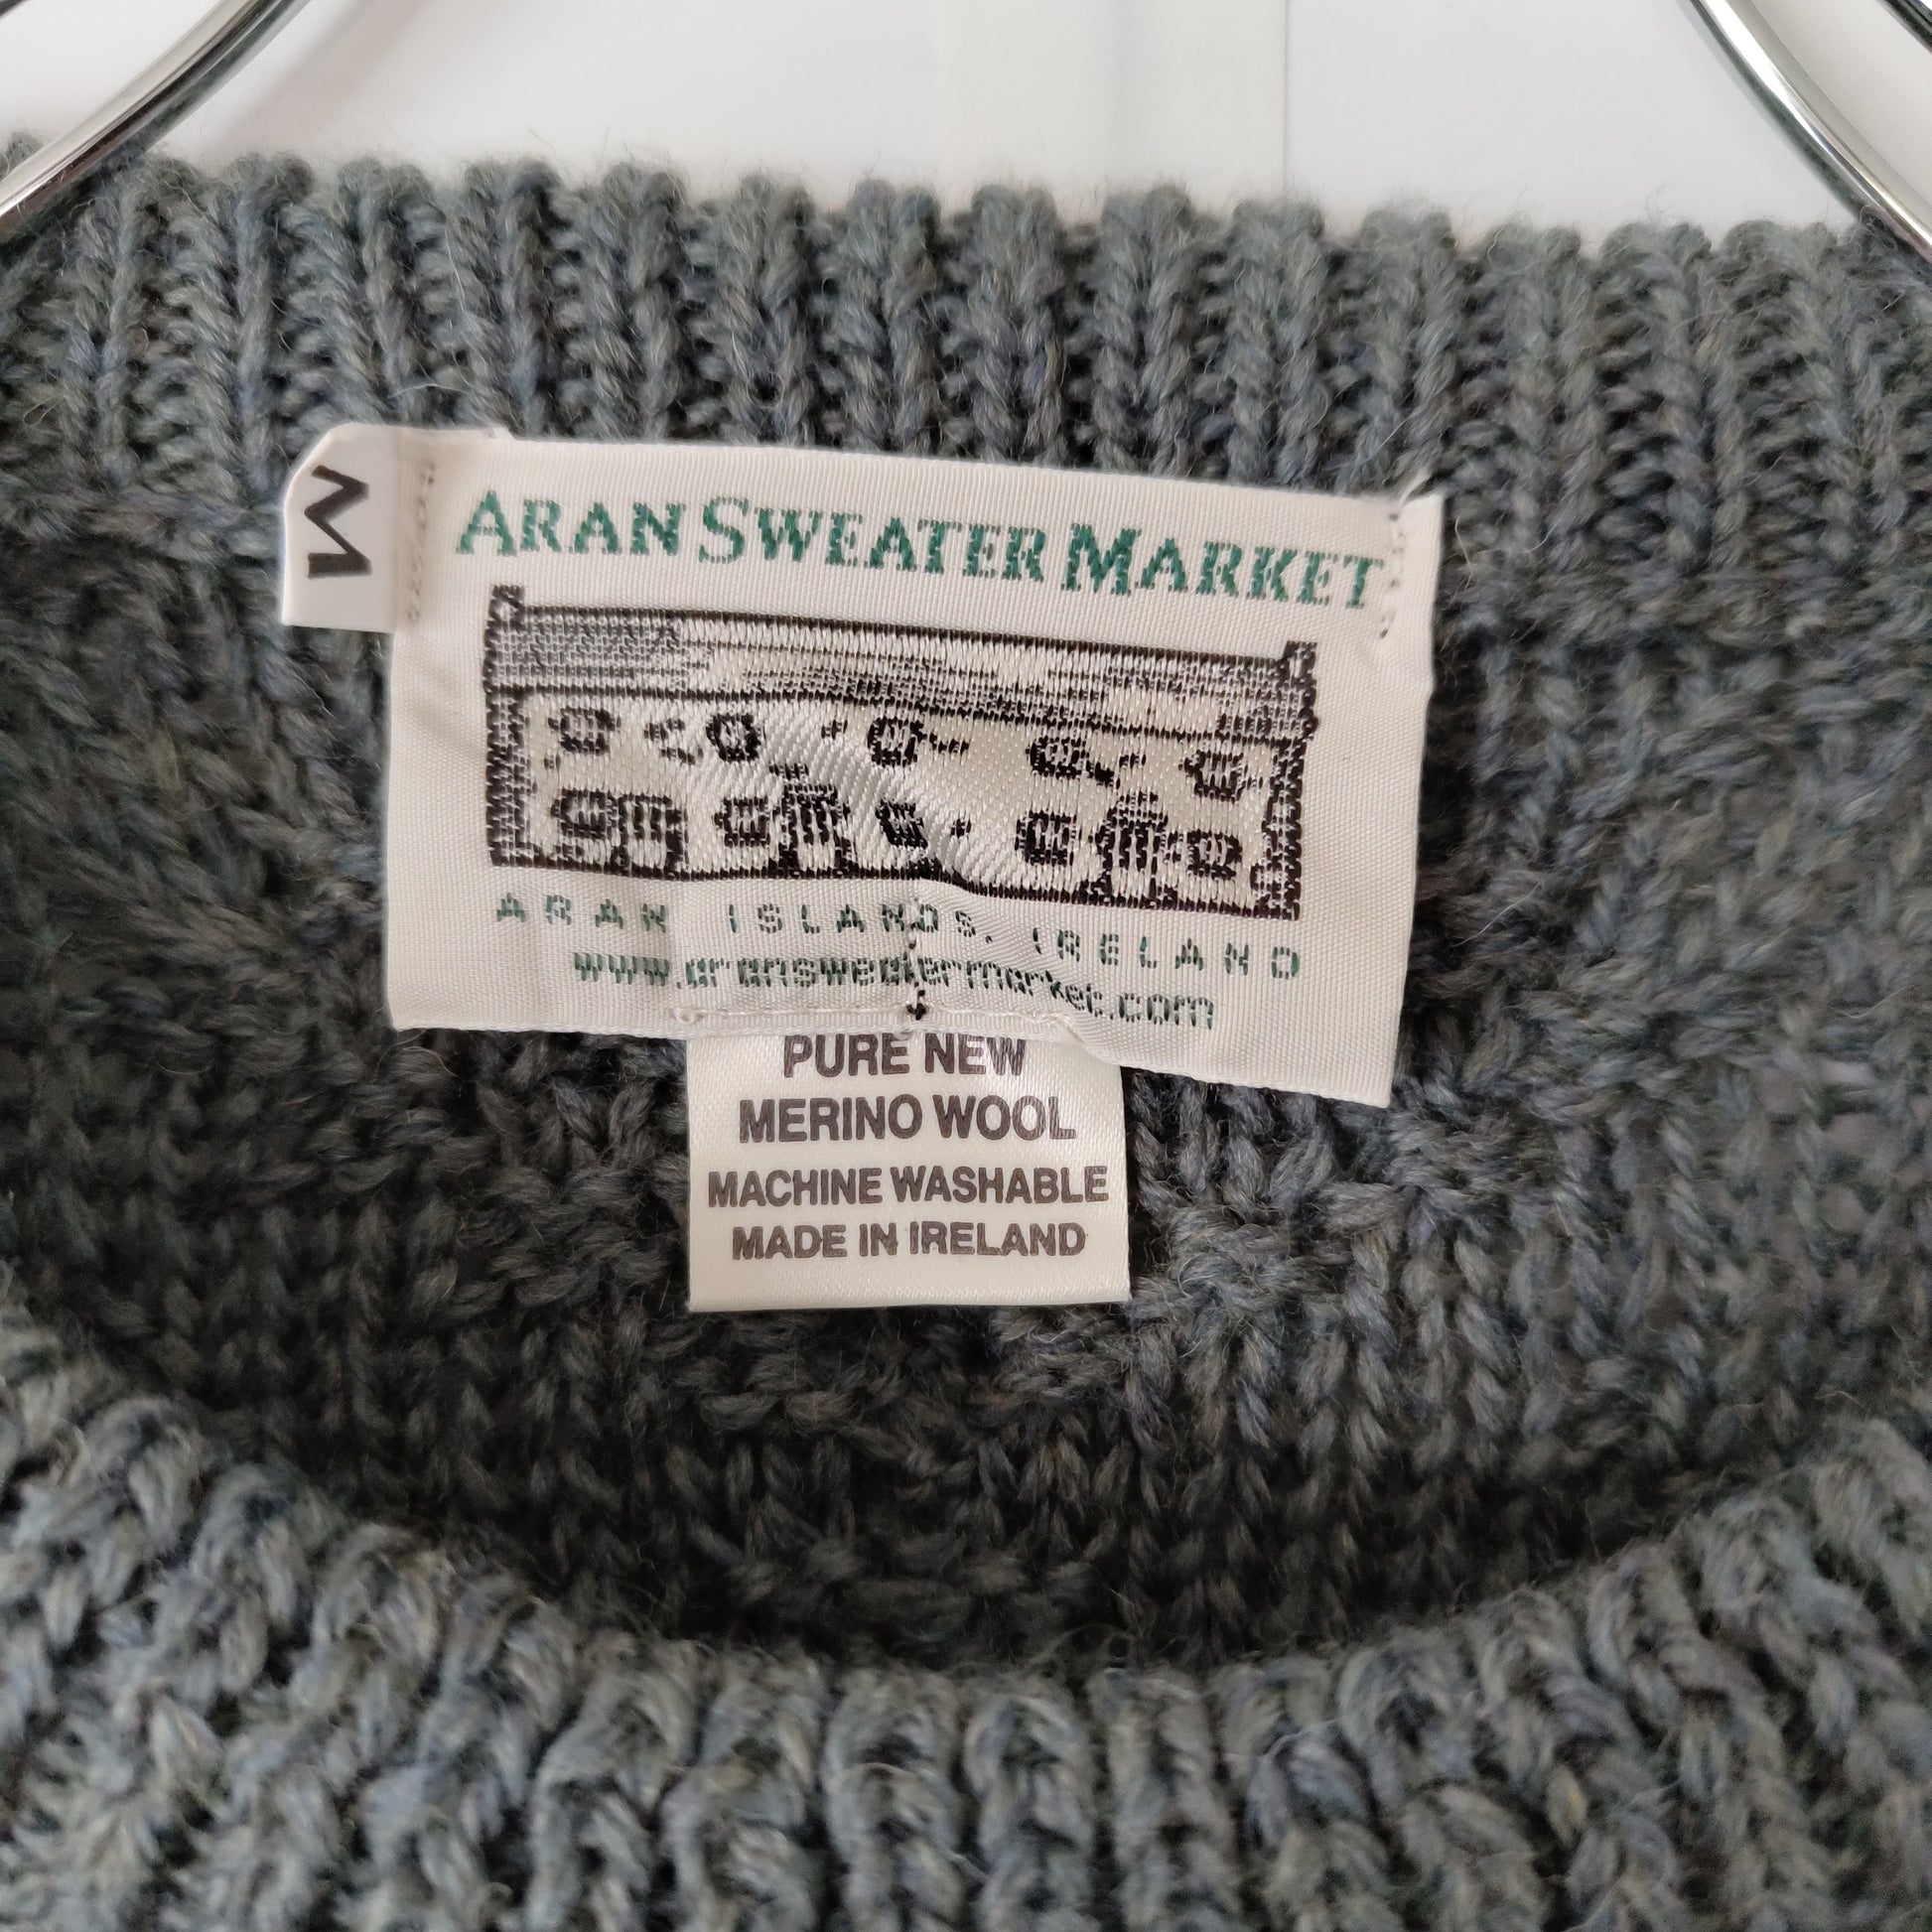 M
ARAN SWEATER MARKET
ARAN ISLANDS, IRELAND
www.aransweatermarket.com
PURE NEW
MERINO WOOL
MACHINE WASHABLE
MADE IN IRELAND